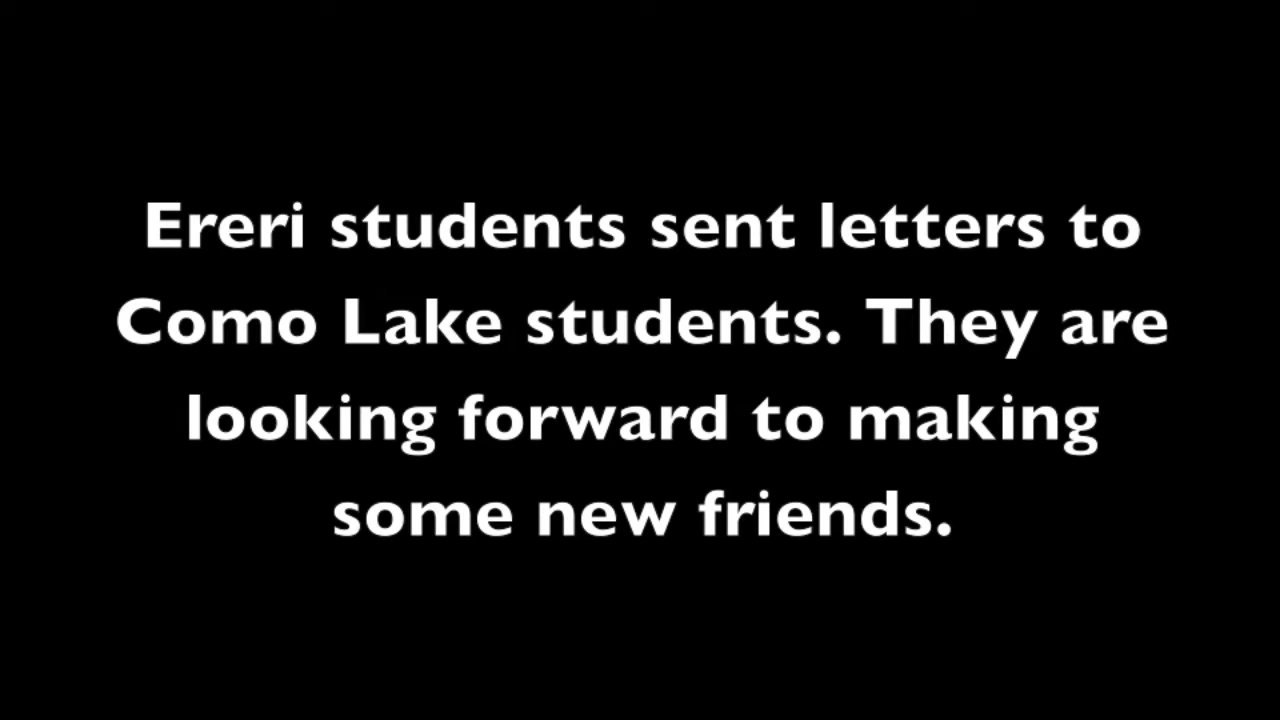 Ereri students sent letters to
Como Lake students. They are
looking forward to making
some new friends.